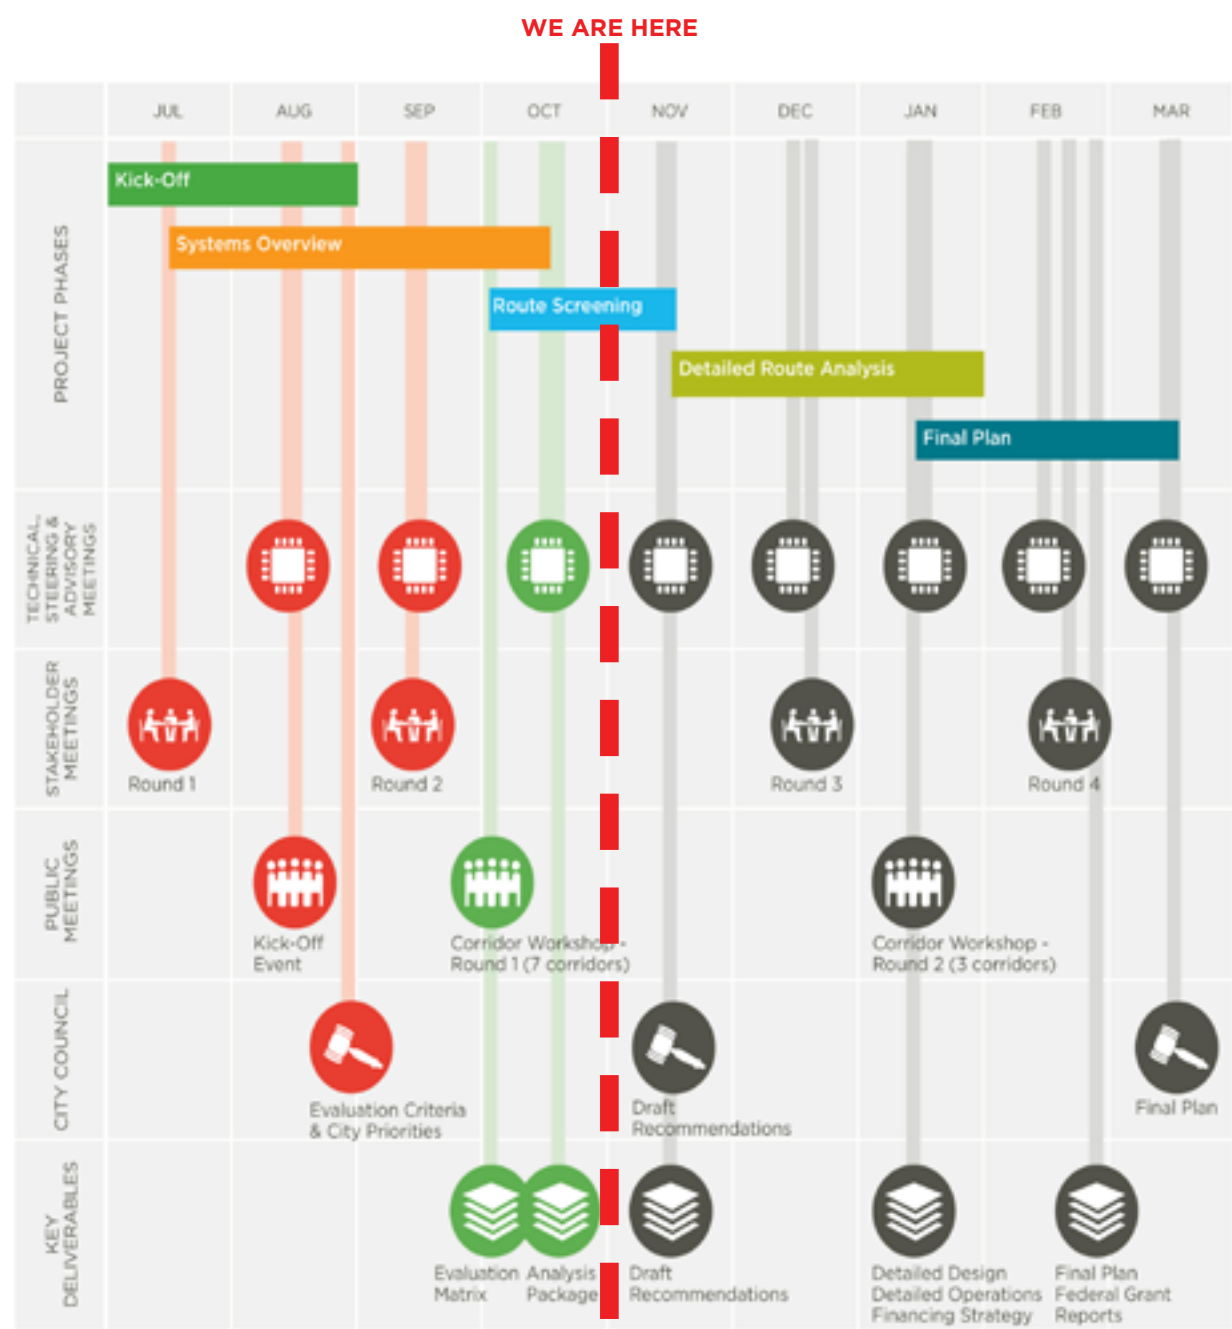 WE ARE HERE
JUL AUG SEP OCT NOV DEC JAN FEB MAR
PROJECT PHASES
Kick-Off
Systems Overview
Route Screening
Detailed Route Analysis
Final Plan
TECHNICAL,
STEERING &
ADVISORY
MEETINGS
STAKEHOLDER
MEETINGS
Round 1
Round 2
Round 3
Round 4
PUBLIC
MEETINGS
Kick-Off
Event
Corridor Workshop -
Round 1 (7 corridors)
Corridor Workshop -
Round 2 (3 corridors)
CITY COUNCIL
Evaluation Criteria
& City Priorities
Draft
Recommendations
Final Plan
KEY
DELIVERABLES
Evaluation
Matrix
Analysis
Package
Draft
Recommendations
Detailed Design
Detailed Operations
Financing Strategy
Final Plan
Federal Grant
Reports